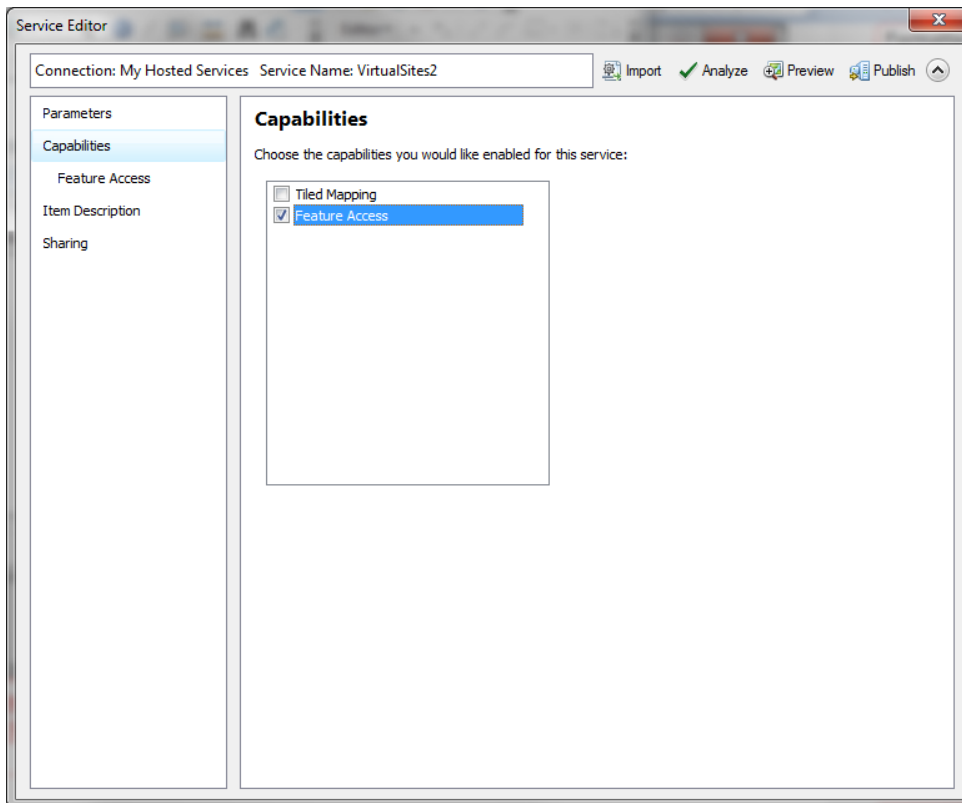 Service Editor
Connection: My Hosted Services Service Name: VirtualSites2
Import Analyze Preview Publish
Parameters
Capabilities
Feature Access
Item Description
Sharing
Capabilities
Choose the capabilities you would like enabled for this service:
Tiled Mapping
Feature Access